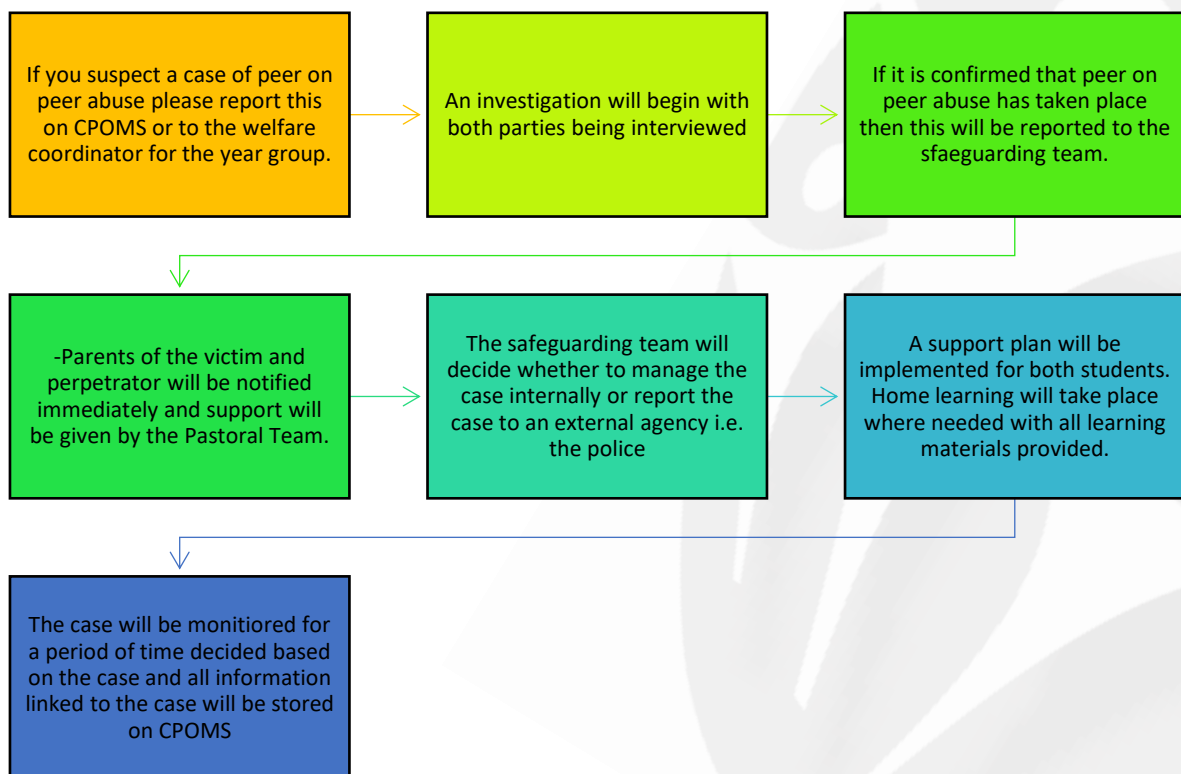 If you suspect a case of peer on
peer abuse please report this
on CPOMS or to the welfare
coordinator for the year group.
An investigation will begin with
both parties being interviewed
If it is confirmed that peer on
peer abuse has taken place
then this will be reported to the
sfaeguarding team.
-Parents of the victim and
perpetrator will be notified
immediately and support will
be given by the Pastoral Team.
The safeguarding team will
decide whether to manage the
case internally or report the
case to an external agency i.e.
the police
A support plan will be
implemented for both students.
Home learning will take place
where needed with all learning
materials provided.
The case will be monitiored for
a period of time decided based
on the case and all information
linked to the case will be stored
on CPOMS